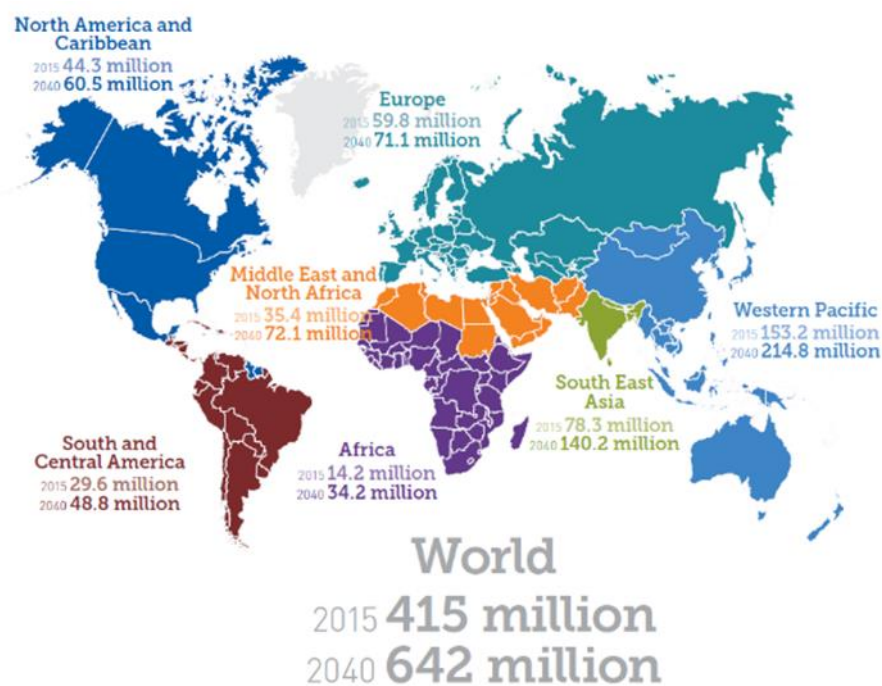 North America and
Caribbean
2015 44.3 million
2040 60.5 million
Europe
2015 59.8 million
2040 71.1 million
Middle East and
North Africa
2015 35.4 million
2040 72.1 million
Western Pacific
2015 153.2 million
2040 214.8 million
South East
Asia
2015 78.3 million
2040 140.2 million
South and
Central America
2015 29.6 million
2040 48.8 million
Africa
2015 14.2 million
2040 34.2 million
World
2015 415 million
2040 642 million